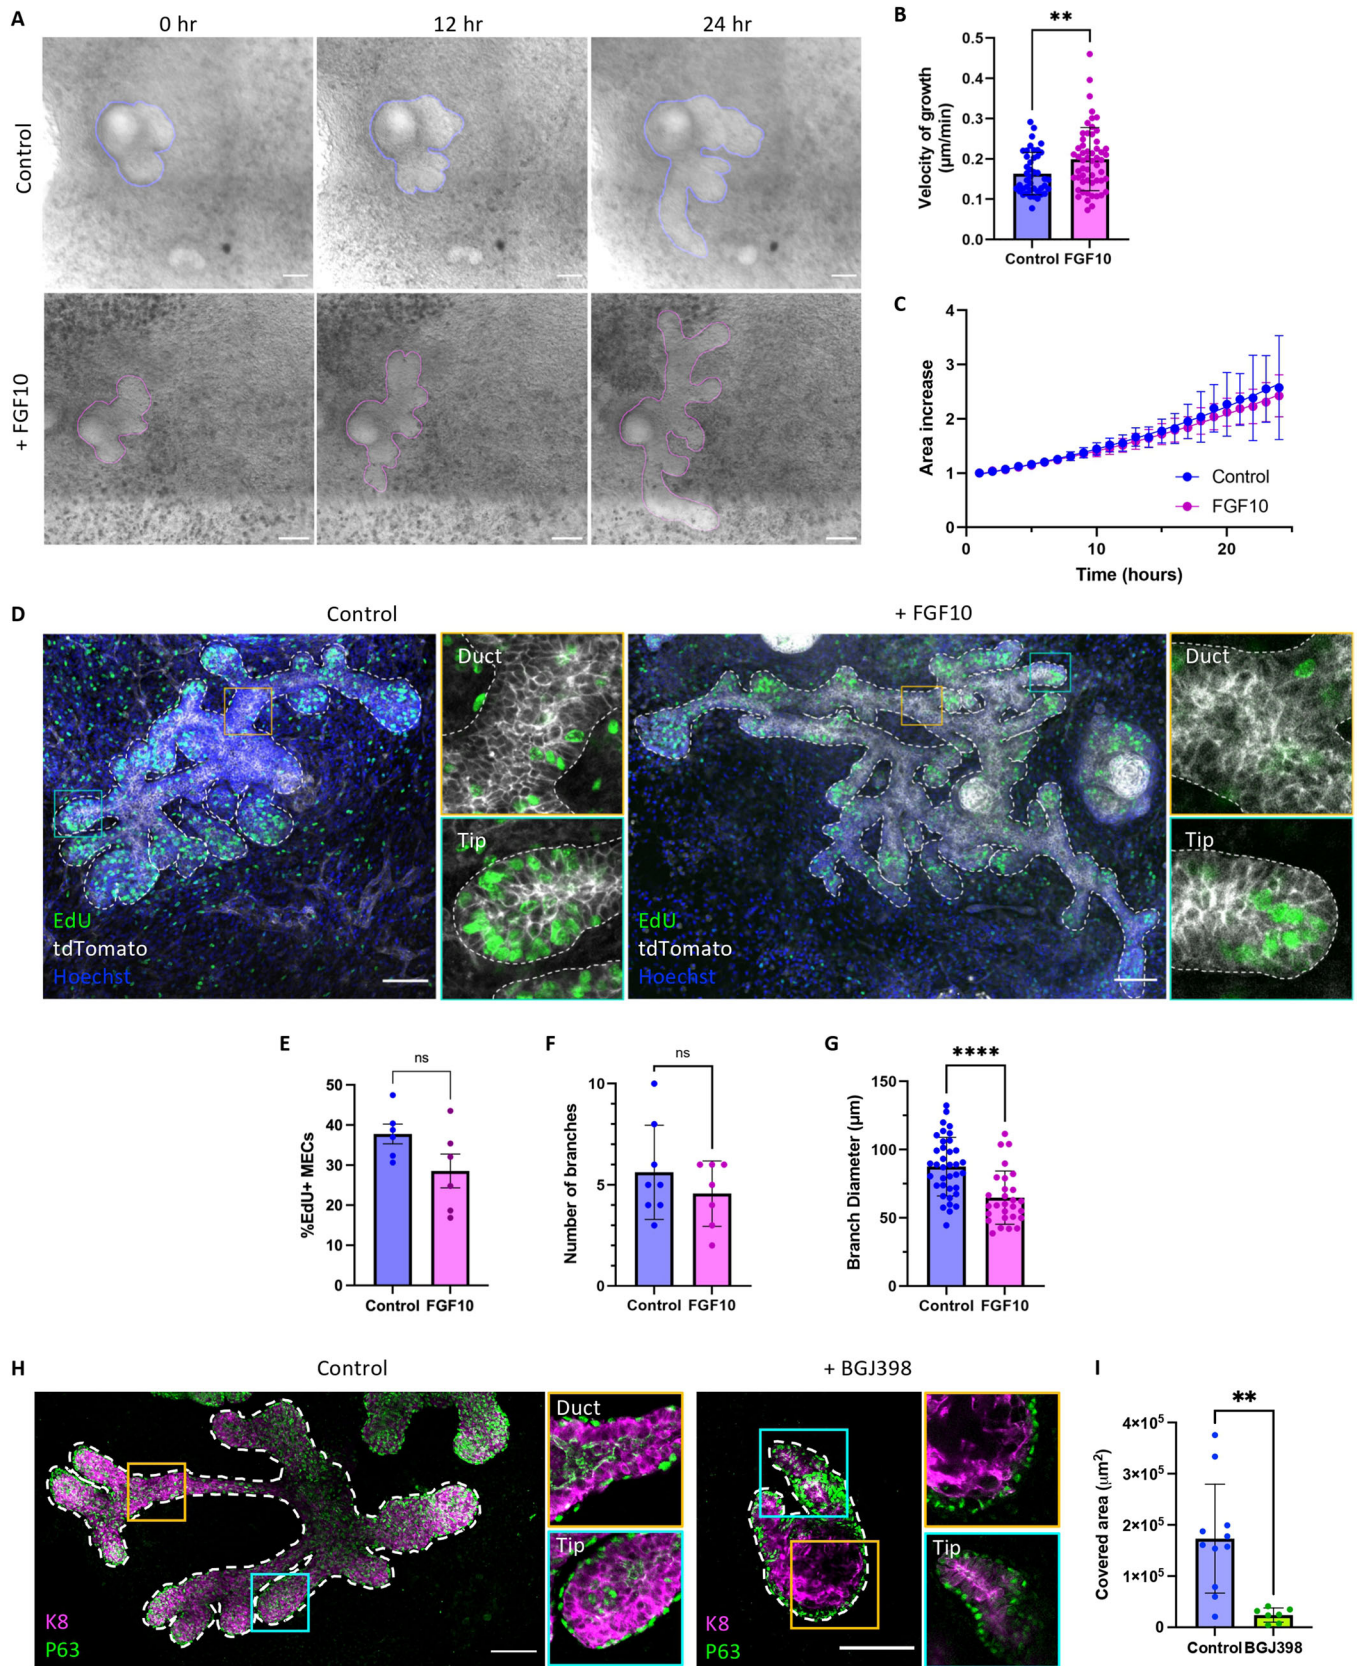 A
0 hr
12 hr
24 hr
Control
+ FGF10
B
**
Velocity of growth
(µm/min)
0.5
0.4
0.3
0.2
0.1
0.0
Control FGF10
C
Area increase
4
3
2
1
0
Control
FGF10
0
10
20
Time (hours)
D
Control
+ FGF10
Duct
Duct
Tip
Tip
EdU
tdTomato
Hoechst
EdU
tdTomato
Hoechst
E
ns
%EdU+ MECs
50
40
30
20
10
0
Control FGF10
F
ns
Number of branches
10
5
0
Control FGF10
G
****
Branch Diameter (µm)
150
100
50
0
Control FGF10
H
Control
+ BGJ398
Duct
Tip
Tip
K8
P63
K8
P63
I
**
Covered area (µm²)
4×10⁵
3×10⁵
2×10⁵
1×10⁵
0
Control BGJ398